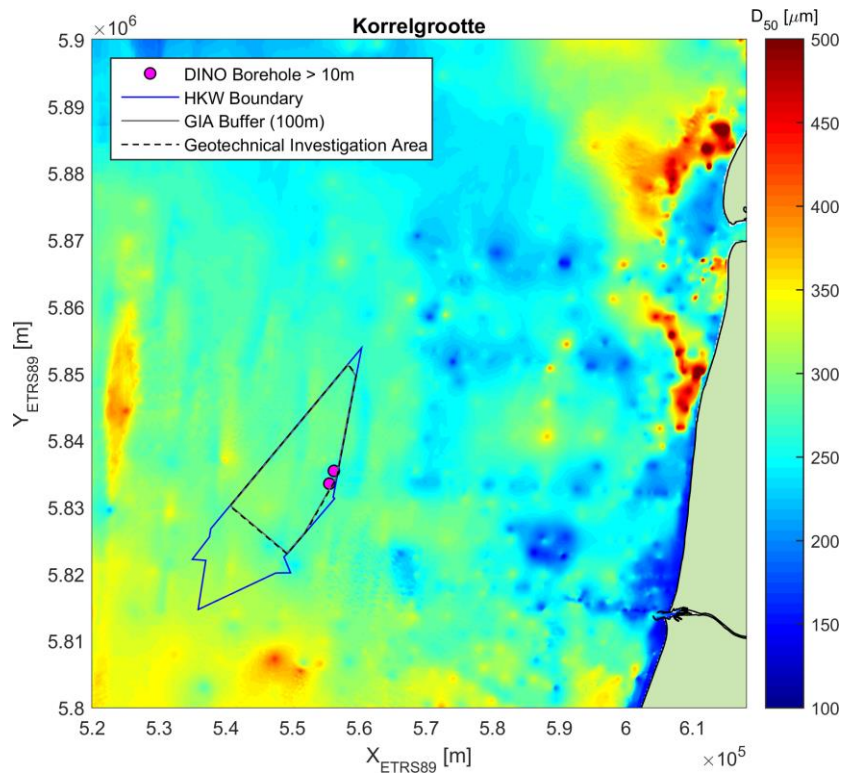 Korrelgrootte
×10⁶
D₅₀ [μm]
DINO Borehole > 10m
HKW Boundary
GIA Buffer (100m)
Geotechnical Investigation Area
5.9
5.89
5.88
5.87
5.86
5.85
5.84
5.83
5.82
5.81
5.8
Y_ETRS89 [m]
5.2 5.3 5.4 5.5 5.6 5.7 5.8 5.9 6 6.1
X_ETRS89 [m]
×10⁵
500
450
400
350
300
250
200
150
100